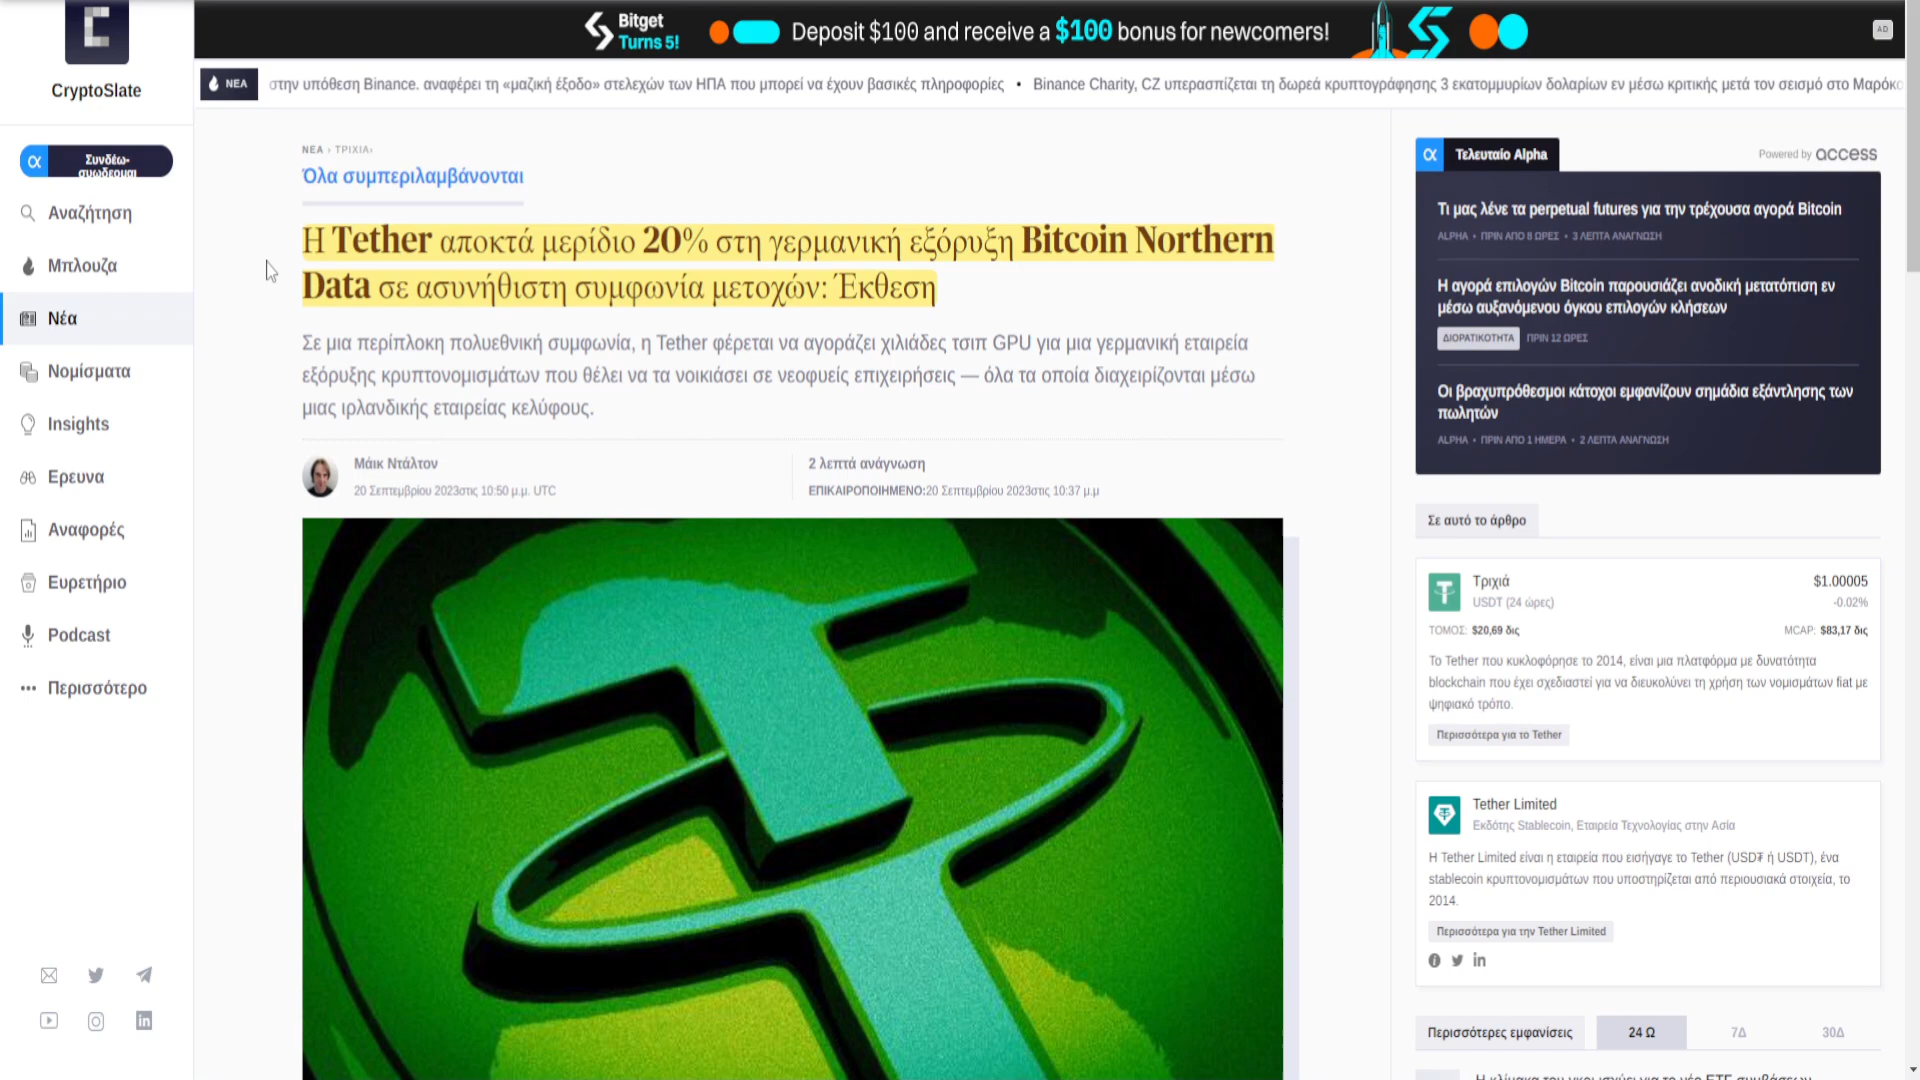 Bitget
Turns 5!
Deposit $100 and receive a $100 bonus for newcomers!
AD
CryptoSlate
ΝΕΑ
στην υπόθεση Binance. αναφέρει τη «μαζική έξοδο» στελεχών των ΗΠΑ που μπορεί να έχουν βασικές πληροφορίες • Binance Charity, CZ υπερασπίζεται τη δωρεά κρυπτογράφησης 3 εκατομμυρίων δολαρίων εν μέσω κριτικής μετά τον σεισμό στο Μαρόκο
Συνδέω-
συωδεομαι
Αναζήτηση
Μπλουζα
Νέα
Νομίσματα
Insights
Ερευνα
Αναφορές
Ευρετήριο
Podcast
Περισσότερο
ΝΕΑ › ΤΡΙΧΙΑ›
Όλα συμπεριλαμβάνονται
Η Tether αποκτά μερίδιο 20% στη γερμανική εξόρυξη Bitcoin Northern
Data σε ασυνήθιστη συμφωνία μετοχών: Έκθεση
Σε μια περίπλοκη πολυεθνική συμφωνία, η Tether φέρεται να αγοράζει χιλιάδες τσιπ GPU για μια γερμανική εταιρεία
εξόρυξης κρυπτονομισμάτων που θέλει να τα νοικιάσει σε νεοφυείς επιχειρήσεις — όλα τα οποία διαχειρίζονται μέσω
μιας ιρλανδικής εταιρείας κελύφους.
Μάικ Ντάλτον
20 Σεπτεμβρίου 2023στις 10:50 μ.μ. UTC
2 λεπτά ανάγνωση
ΕΠΙΚΑΙΡΟΠΟΙΗΜΕΝΟ:20 Σεπτεμβρίου 2023στις 10:37 μ.μ
α Τελευταίο Alpha
Powered by access
Τι μας λένε τα perpetual futures για την τρέχουσα αγορά Bitcoin
ALPHA • ΠΡΙΝ ΑΠΟ 8 ΩΡΕΣ • 3 ΛΕΠΤΑ ΑΝΑΓΝΩΣΗ
Η αγορά επιλογών Bitcoin παρουσιάζει ανοδική μετατόπιση εν
μέσω αυξανόμενου όγκου επιλογών κλήσεων
ΔΙΟΡΑΤΙΚΟΤΗΤΑ ΠΡΙΝ 12 ΩΡΕΣ
Οι βραχυπρόθεσμοι κάτοχοι εμφανίζουν σημάδια εξάντλησης των
πωλητών
ALPHA • ΠΡΙΝ ΑΠΟ 1 ΗΜΕΡΑ • 2 ΛΕΠΤΑ ΑΝΑΓΝΩΣΗ
Σε αυτό το άρθρο
Τριχιά $1.00005
USDT (24 ώρες) -0.02%
ΤΟΜΟΣ: $20,69 δις MCAP: $83,17 δις
Το Tether που κυκλοφόρησε το 2014, είναι μια πλατφόρμα με δυνατότητα
blockchain που έχει σχεδιαστεί για να διευκολύνει τη χρήση των νομισμάτων fiat με
ψηφιακό τρόπο.
Περισσότερα για το Tether
Tether Limited
Εκδότης Stablecoin, Εταιρεία Τεχνολογίας στην Ασία
Η Tether Limited είναι η εταιρεία που εισήγαγε το Tether (USD₮ ή USDT), ένα
stablecoin κρυπτονομισμάτων που υποστηρίζεται από περιουσιακά στοιχεία, το
2014.
Περισσότερα για την Tether Limited
Περισσότερες εμφανίσεις 24 Ω 7Δ 30Δ